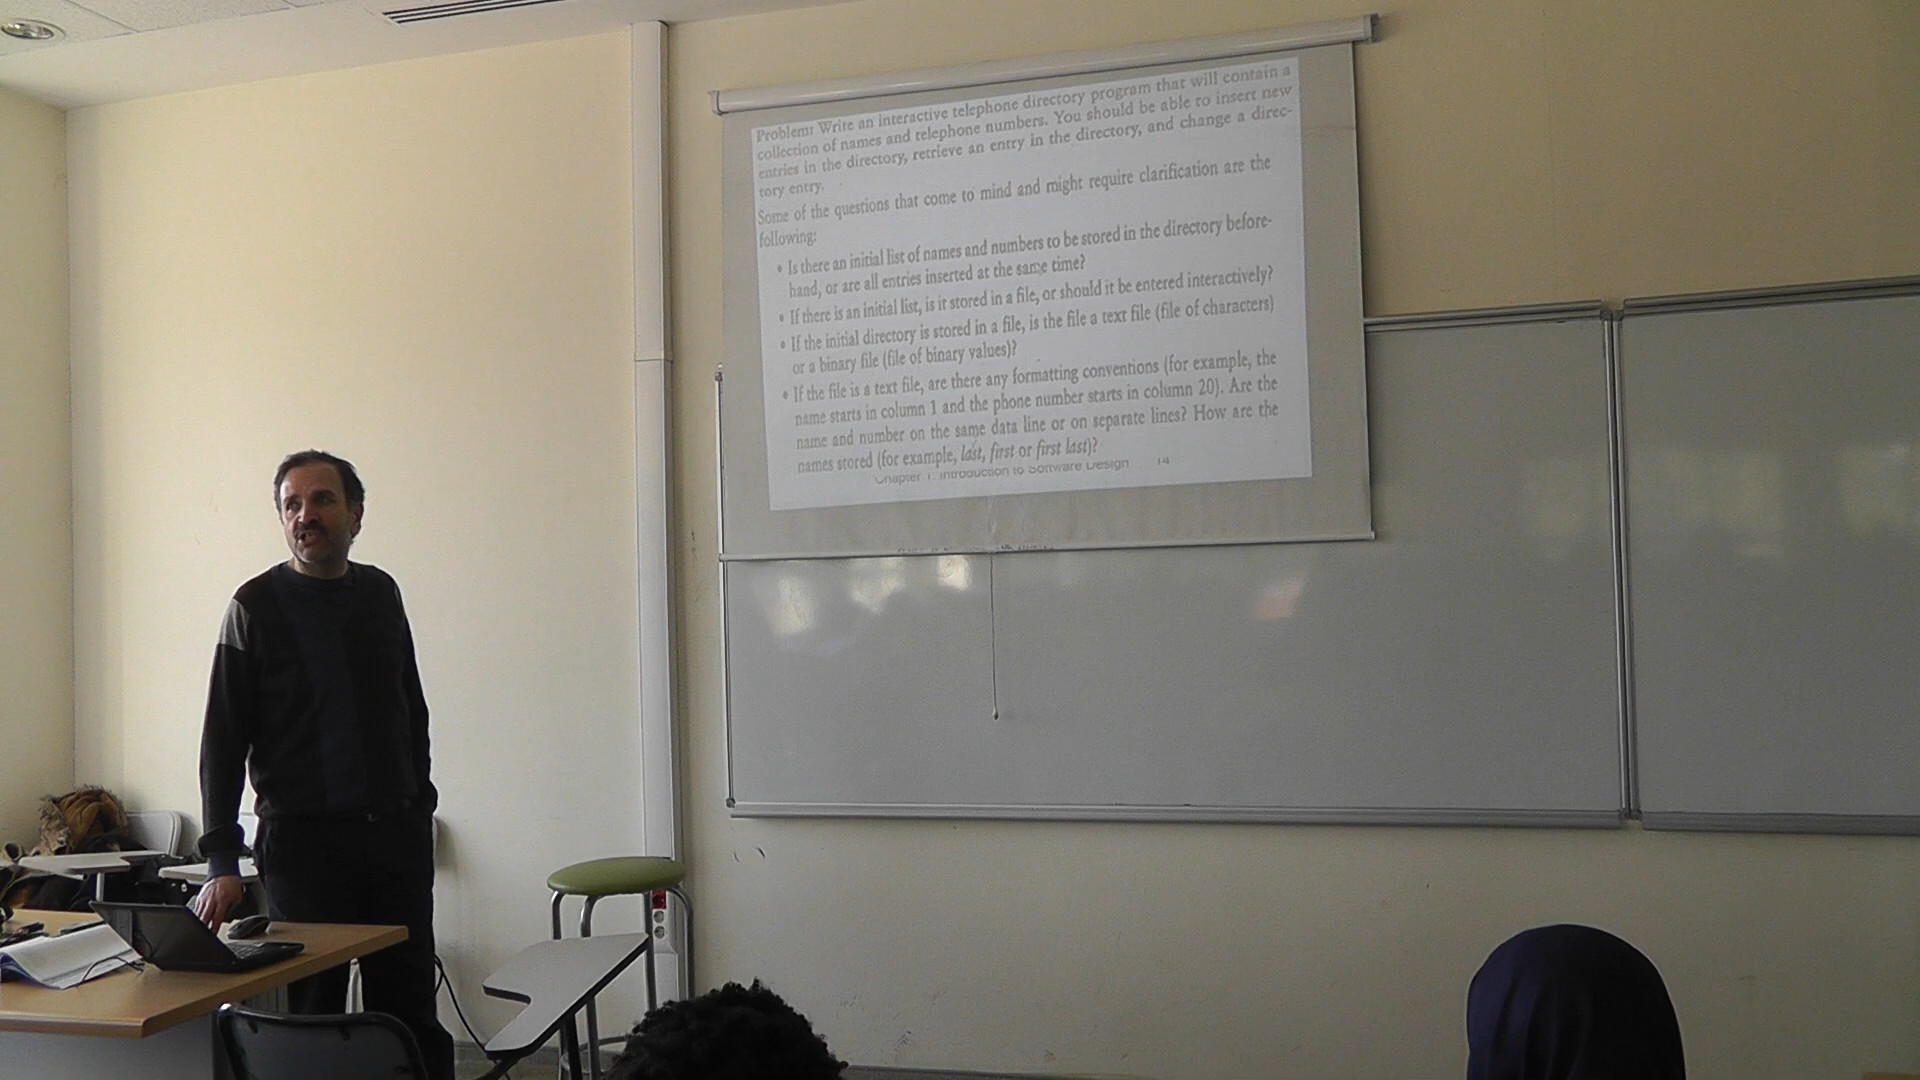 Problem: Write an interactive telephone directory program that will contain a
collection of names and telephone numbers. You should be able to insert new
entries in the directory, retrieve an entry in the directory, and change a direc-
tory entry.
Some of the questions that come to mind and might require clarification are the
following:
• Is there an initial list of names and numbers to be stored in the directory before-
hand, or are all entries inserted at the same time?
• If there is an initial list, is it stored in a file, or should it be entered interactively?
• If the initial directory is stored in a file, is the file a text file (file of characters)
or a binary file (file of binary values)?
• If the file is a text file, are there any formatting conventions (for example, the
name starts in column 1 and the phone number starts in column 20). Are the
name and number on the same data line or on separate lines? How are the
names stored (for example, last, first or first last)?
Chapter 1: Introduction to Software Design 14